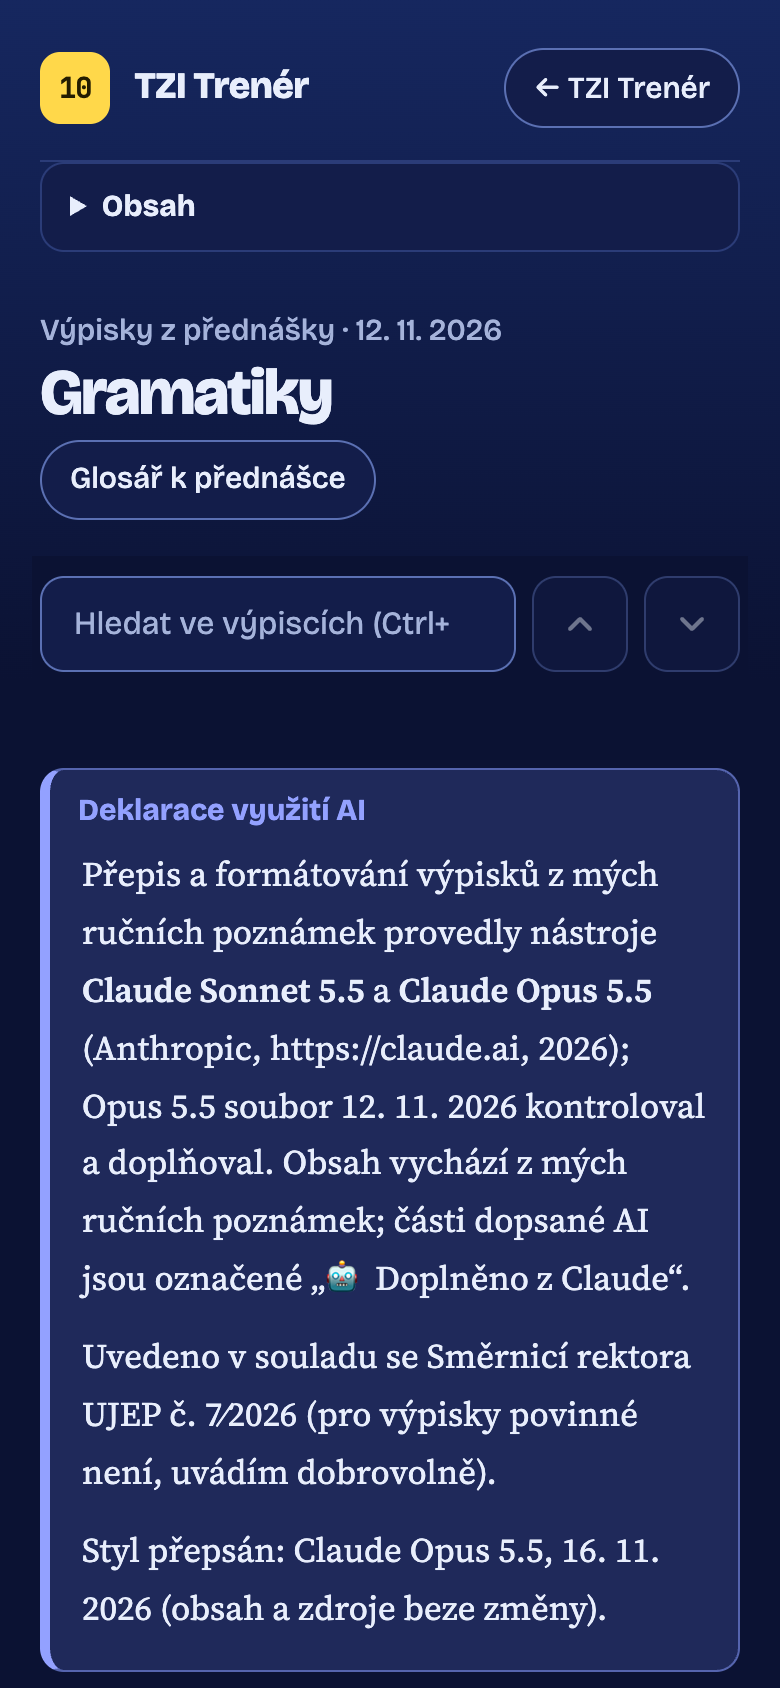 10 TZI Trenér ← TZI Trenér
▶ Obsah
Výpisky z přednášky · 12. 11. 2026
Gramatiky
Glosář k přednášce
Hledat ve výpiscích (Ctrl+
Deklarace využití AI
Přepis a formátování výpisků z mých
ručních poznámek provedly nástroje
Claude Sonnet 5.5 a Claude Opus 5.5
(Anthropic, https://claude.ai, 2026);
Opus 5.5 soubor 12. 11. 2026 kontroloval
a doplňoval. Obsah vychází z mých
ručních poznámek; části dopsané AI
jsou označené „🤖 Doplněno z Claude“.
Uvedeno v souladu se Směrnicí rektora
UJEP č. 7/2026 (pro výpisky povinné
není, uvádím dobrovolně).
Styl přepsán: Claude Opus 5.5, 16. 11.
2026 (obsah a zdroje beze změny).